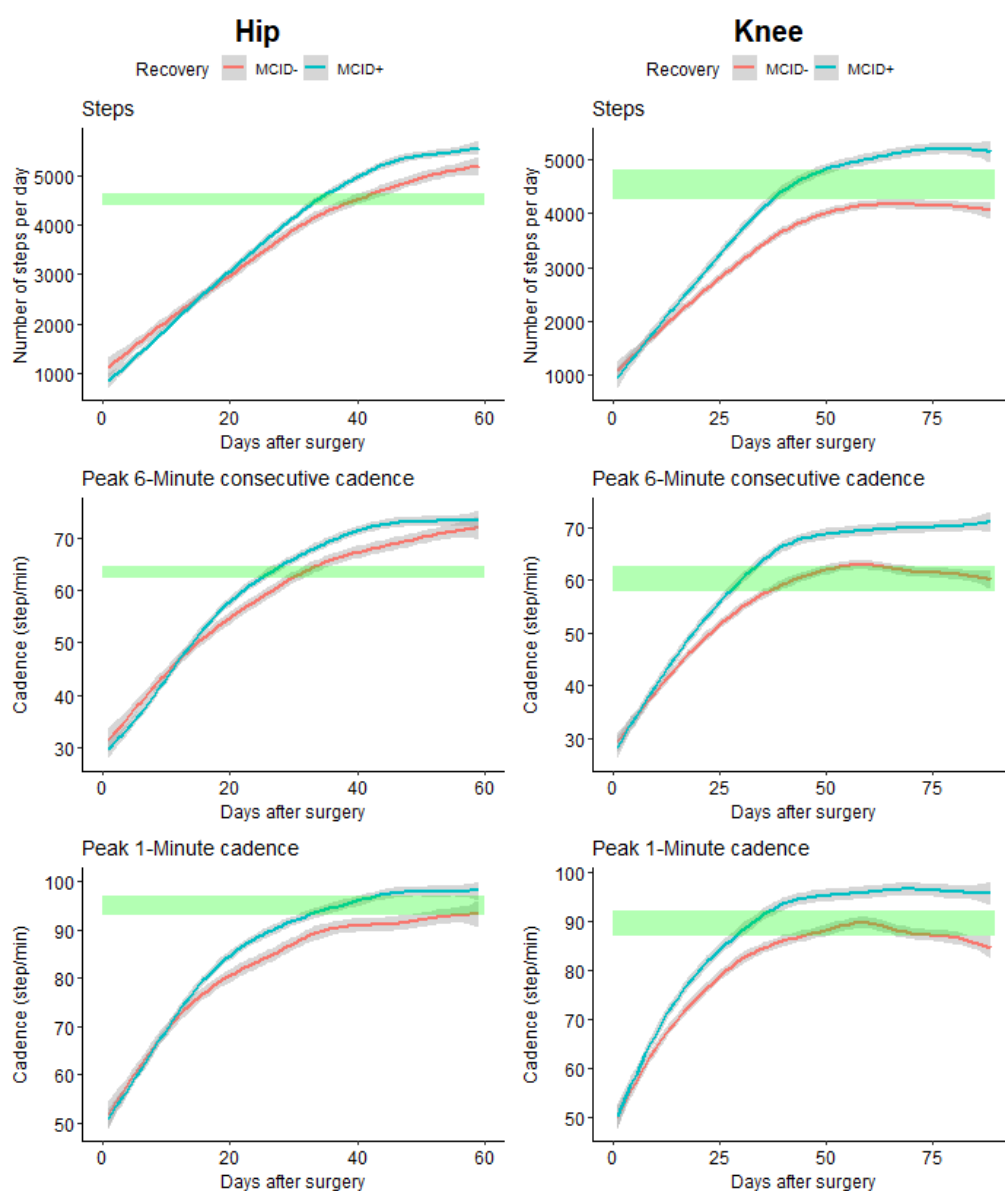 Hip
Knee
Recovery MCID- MCID+
Recovery MCID- MCID+
Steps
Number of steps per day
5000
4000
3000
2000
1000
0 20 40 60
Days after surgery
Steps
Number of steps per day
5000
4000
3000
2000
1000
0 25 50 75
Days after surgery
Peak 6-Minute consecutive cadence
Cadence (step/min)
70
60
50
40
30
0 20 40 60
Days after surgery
Peak 6-Minute consecutive cadence
Cadence (step/min)
70
60
50
40
30
0 25 50 75
Days after surgery
Peak 1-Minute cadence
Cadence (step/min)
100
90
80
70
60
50
0 20 40 60
Days after surgery
Peak 1-Minute cadence
Cadence (step/min)
100
90
80
70
60
50
0 25 50 75
Days after surgery